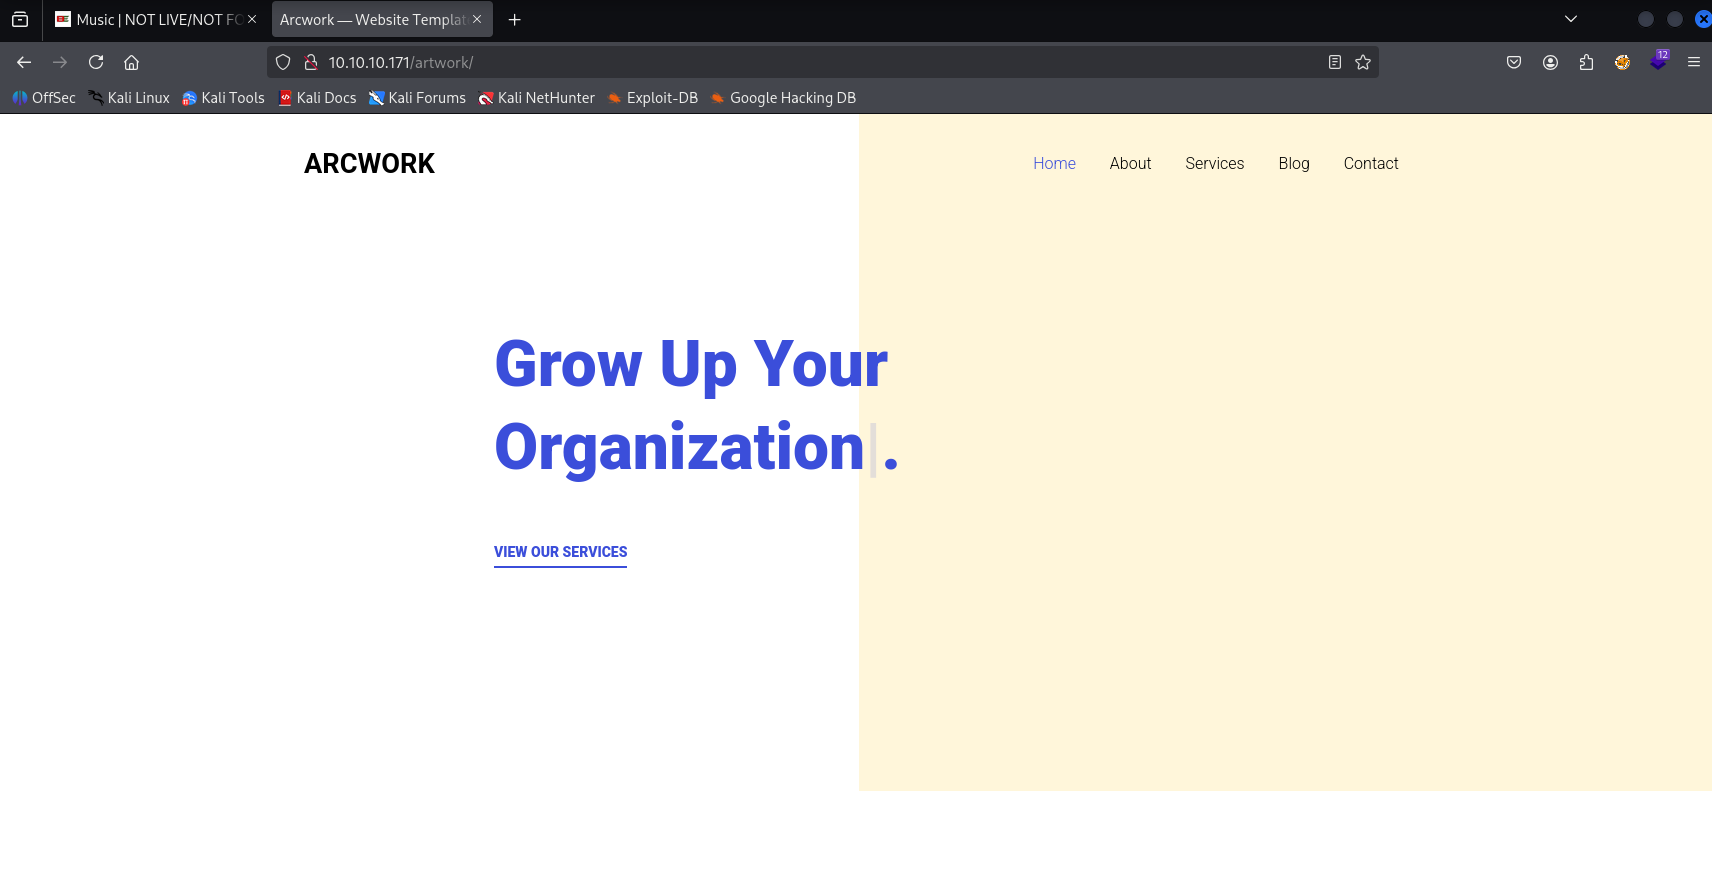 Music | NOT LIVE/NOT FO
Arcwork — Website Templat
10.10.10.171/artwork/
12
OffSec Kali Linux Kali Tools Kali Docs Kali Forums Kali NetHunter Exploit-DB Google Hacking DB
ARCWORK
Home About Services Blog Contact
Grow Up Your
Organization|.
VIEW OUR SERVICES